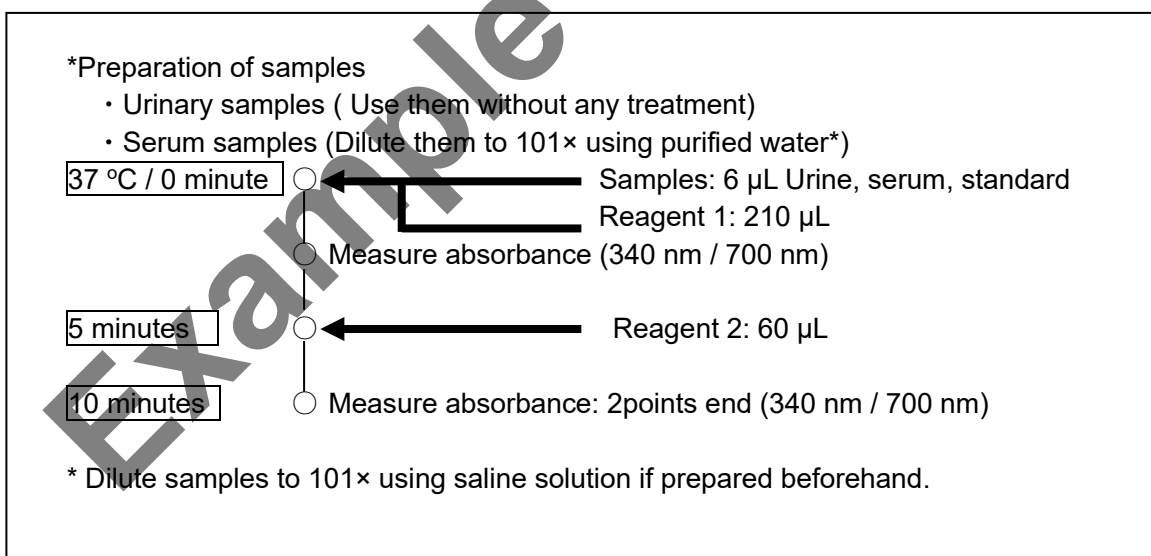 *Preparation of samples
・Urinary samples ( Use them without any treatment)
・Serum samples (Dilute them to 101× using purified water*)
37 ºC / 0 minute
Samples: 6 μL Urine, serum, standard
Reagent 1: 210 μL
Measure absorbance (340 nm / 700 nm)
5 minutes
Reagent 2: 60 μL
10 minutes
Measure absorbance: 2points end (340 nm / 700 nm)
* Dilute samples to 101× using saline solution if prepared beforehand.
Example